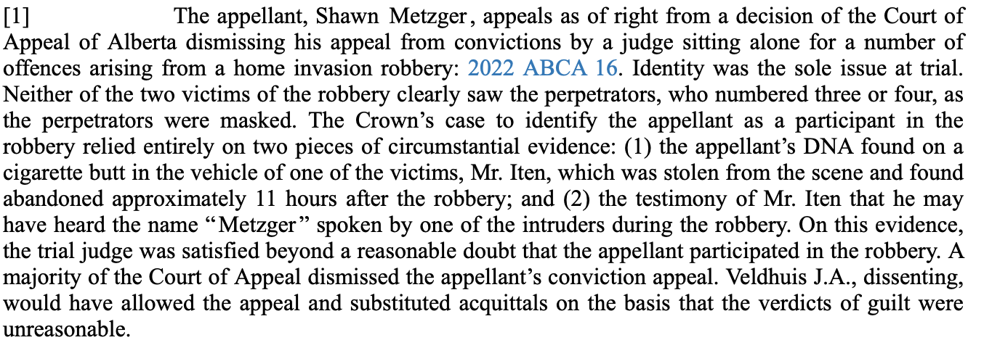 [1] The appellant, Shawn Metzger, appeals as of right from a decision of the Court of
Appeal of Alberta dismissing his appeal from convictions by a judge sitting alone for a number of
offences arising from a home invasion robbery: 2022 ABCA 16. Identity was the sole issue at trial.
Neither of the two victims of the robbery clearly saw the perpetrators, who numbered three or four, as
the perpetrators were masked. The Crown’s case to identify the appellant as a participant in the
robbery relied entirely on two pieces of circumstantial evidence: (1) the appellant’s DNA found on a
cigarette butt in the vehicle of one of the victims, Mr. Iten, which was stolen from the scene and found
abandoned approximately 11 hours after the robbery; and (2) the testimony of Mr. Iten that he may
have heard the name “Metzger” spoken by one of the intruders during the robbery. On this evidence,
the trial judge was satisfied beyond a reasonable doubt that the appellant participated in the robbery. A
majority of the Court of Appeal dismissed the appellant’s conviction appeal. Veldhuis J.A., dissenting,
would have allowed the appeal and substituted acquittals on the basis that the verdicts of guilt were
unreasonable.